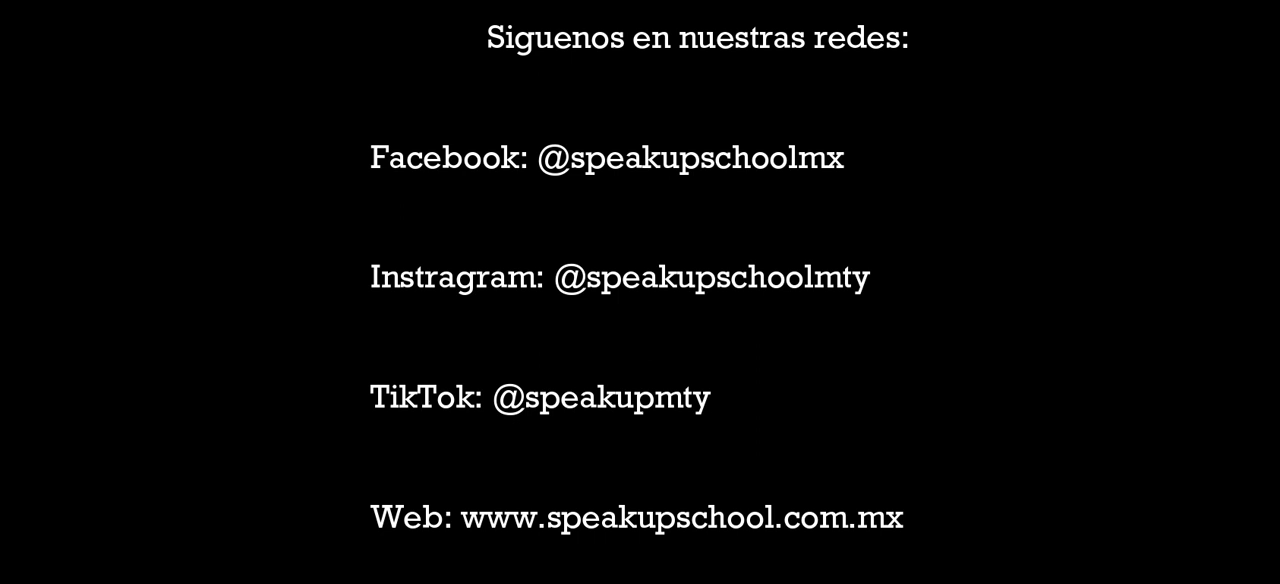 Siguenos en nuestras redes:
Facebook: @speakupschoolmx
Instragram: @speakupschoolmty
TikTok: @speakupmty
Web: www.speakupschool.com.mx